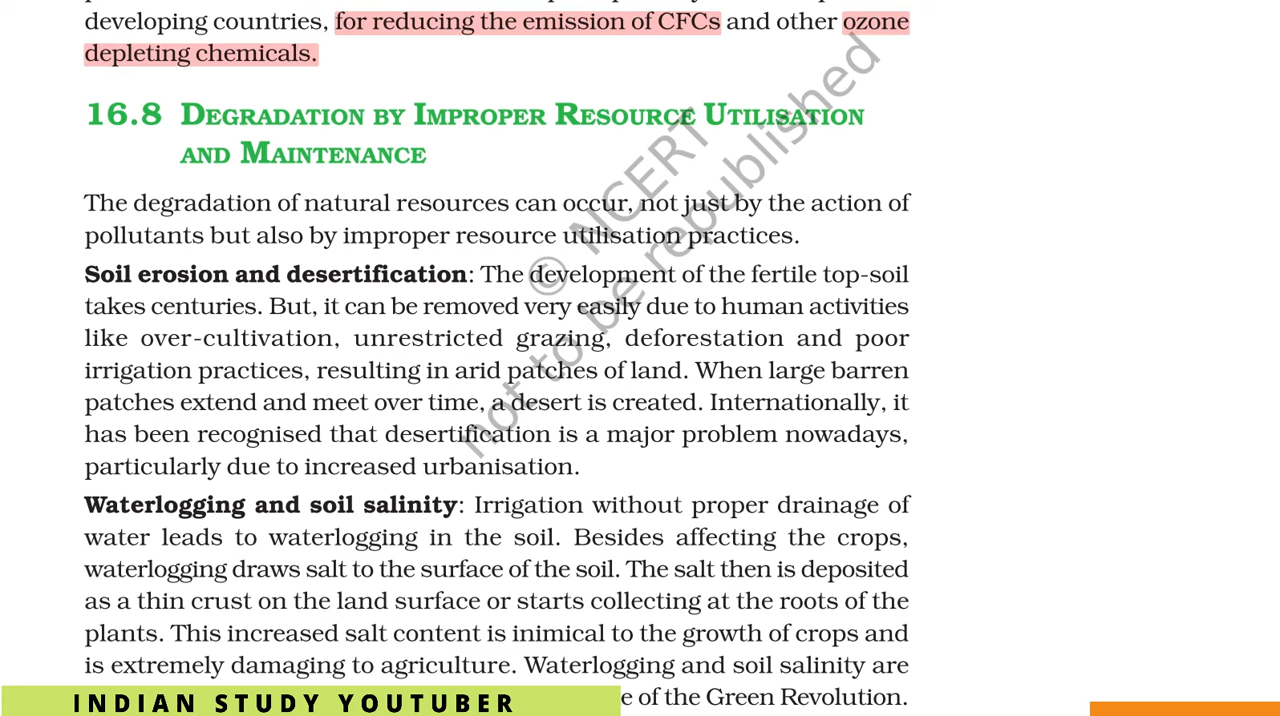 developing countries, for reducing the emission of CFCs and other ozone
depleting chemicals.
16.8 DEGRADATION BY IMPROPER RESOURCE UTILISATION
AND MAINTENANCE
The degradation of natural resources can occur, not just by the action of
pollutants but also by improper resource utilisation practices.
Soil erosion and desertification: The development of the fertile top-soil
takes centuries. But, it can be removed very easily due to human activities
like over-cultivation, unrestricted grazing, deforestation and poor
irrigation practices, resulting in arid patches of land. When large barren
patches extend and meet over time, a desert is created. Internationally, it
has been recognised that desertification is a major problem nowadays,
particularly due to increased urbanisation.
Waterlogging and soil salinity: Irrigation without proper drainage of
water leads to waterlogging in the soil. Besides affecting the crops,
waterlogging draws salt to the surface of the soil. The salt then is deposited
as a thin crust on the land surface or starts collecting at the roots of the
plants. This increased salt content is inimical to the growth of crops and
is extremely damaging to agriculture. Waterlogging and soil salinity are
of the Green Revolution.
INDIAN STUDY YOUTUBER
© NCERT
not to be republished